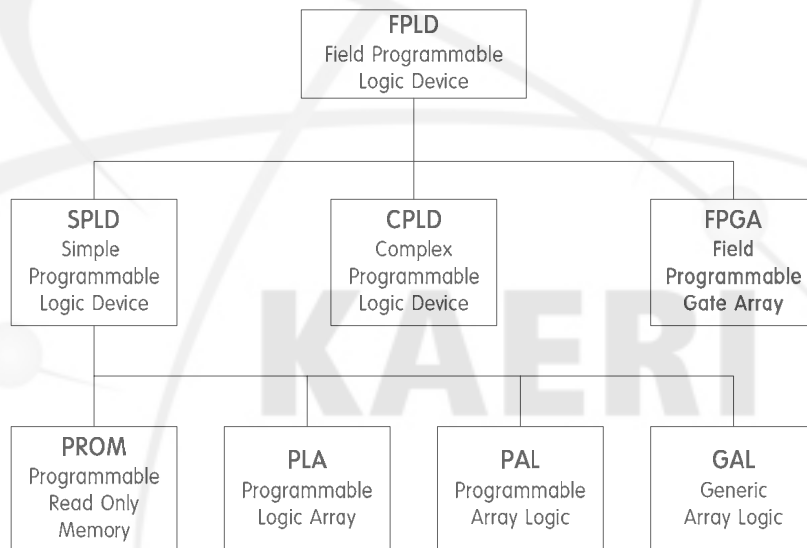 FPLD
Field Programmable
Logic Device
SPLD
Simple
Programmable
Logic Device
CPLD
Complex
Programmable
Logic Device
FPGA
Field
Programmable
Gate Array
KAERI
PROM
Programmable
Read Only
Memory
PLA
Programmable
Logic Array
PAL
Programmable
Array Logic
GAL
Generic
Array Logic